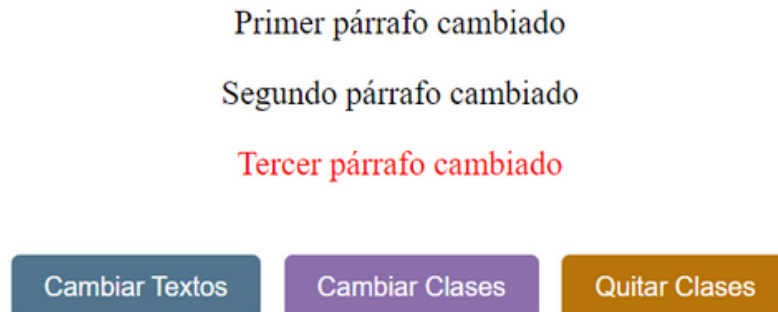 Primer párrafo cambiado
Segundo párrafo cambiado
Tercer párrafo cambiado
Cambiar Textos Cambiar Clases Quitar Clases